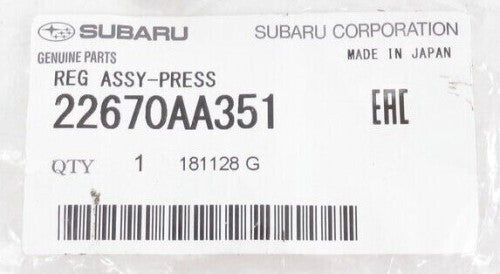 SUBARU SUBARU CORPORATION
GENUINE PARTS MADE IN JAPAN
REG ASSY-PRESS
22670AA351 EAC
QTY 1 181128 G